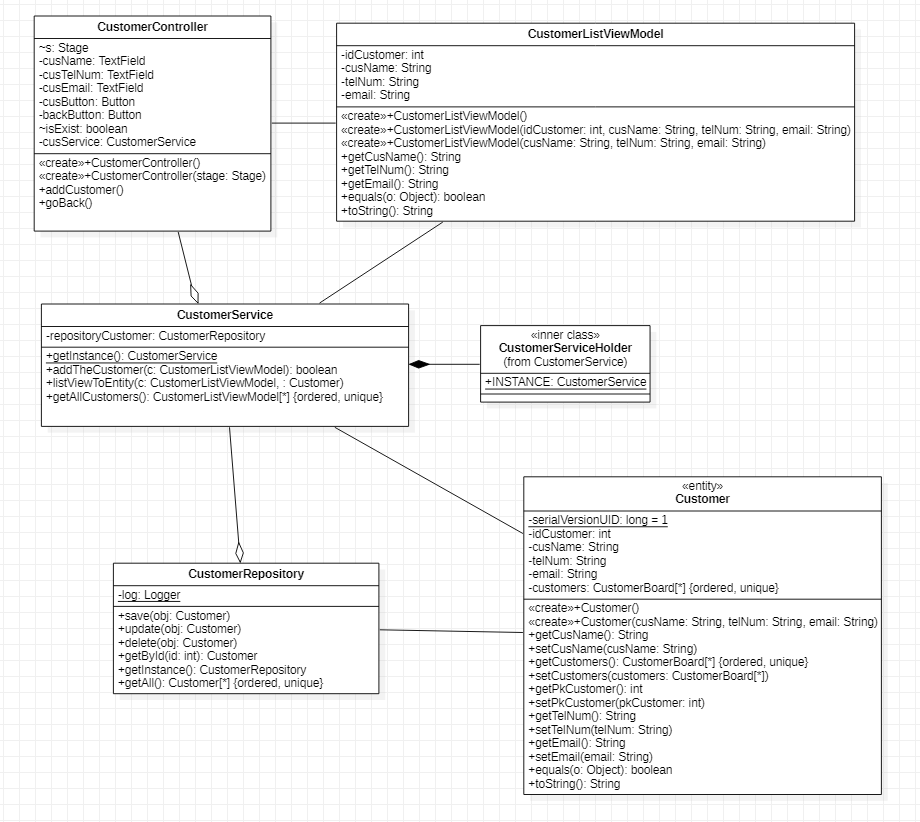 CustomerController
~s: Stage
-cusName: TextField
-cusTelNum: TextField
-cusEmail: TextField
-cusButton: Button
-backButton: Button
~isExist: boolean
-cusService: CustomerService
«create»+CustomerController()
«create»+CustomerController(stage: Stage)
+addCustomer()
+goBack()
CustomerListViewModel
-idCustomer: int
-cusName: String
-telNum: String
-email: String
«create»+CustomerListViewModel()
«create»+CustomerListViewModel(idCustomer: int, cusName: String, telNum: String, email: String)
«create»+CustomerListViewModel(cusName: String, telNum: String, email: String)
+getCusName(): String
+getTelNum(): String
+getEmail(): String
+equals(o: Object): boolean
+toString(): String
CustomerService
-repositoryCustomer: CustomerRepository
+getInstance(): CustomerService
+addTheCustomer(c: CustomerListViewModel): boolean
+listViewToEntity(c: CustomerListViewModel, : Customer)
+getAllCustomers(): CustomerListViewModel[*] {ordered, unique}
«inner class»
CustomerServiceHolder
(from CustomerService)
+INSTANCE: CustomerService
«entity»
Customer
-serialVersionUID: long = 1
-idCustomer: int
-cusName: String
-telNum: String
-email: String
-customers: CustomerBoard[*] {ordered, unique}
«create»+Customer()
«create»+Customer(cusName: String, telNum: String, email: String)
+getCusName(): String
+setCusName(cusName: String)
+getCustomers(): CustomerBoard[*] {ordered, unique}
+setCustomers(customers: CustomerBoard[*])
+getPkCustomer(): int
+setPkCustomer(pkCustomer: int)
+getTelNum(): String
+setTelNum(telNum: String)
+getEmail(): String
+setEmail(email: String)
+equals(o: Object): boolean
+toString(): String
CustomerRepository
-log: Logger
+save(obj: Customer)
+update(obj: Customer)
+delete(obj: Customer)
+getById(id: int): Customer
+getInstance(): CustomerRepository
+getAll(): Customer[*] {ordered, unique}